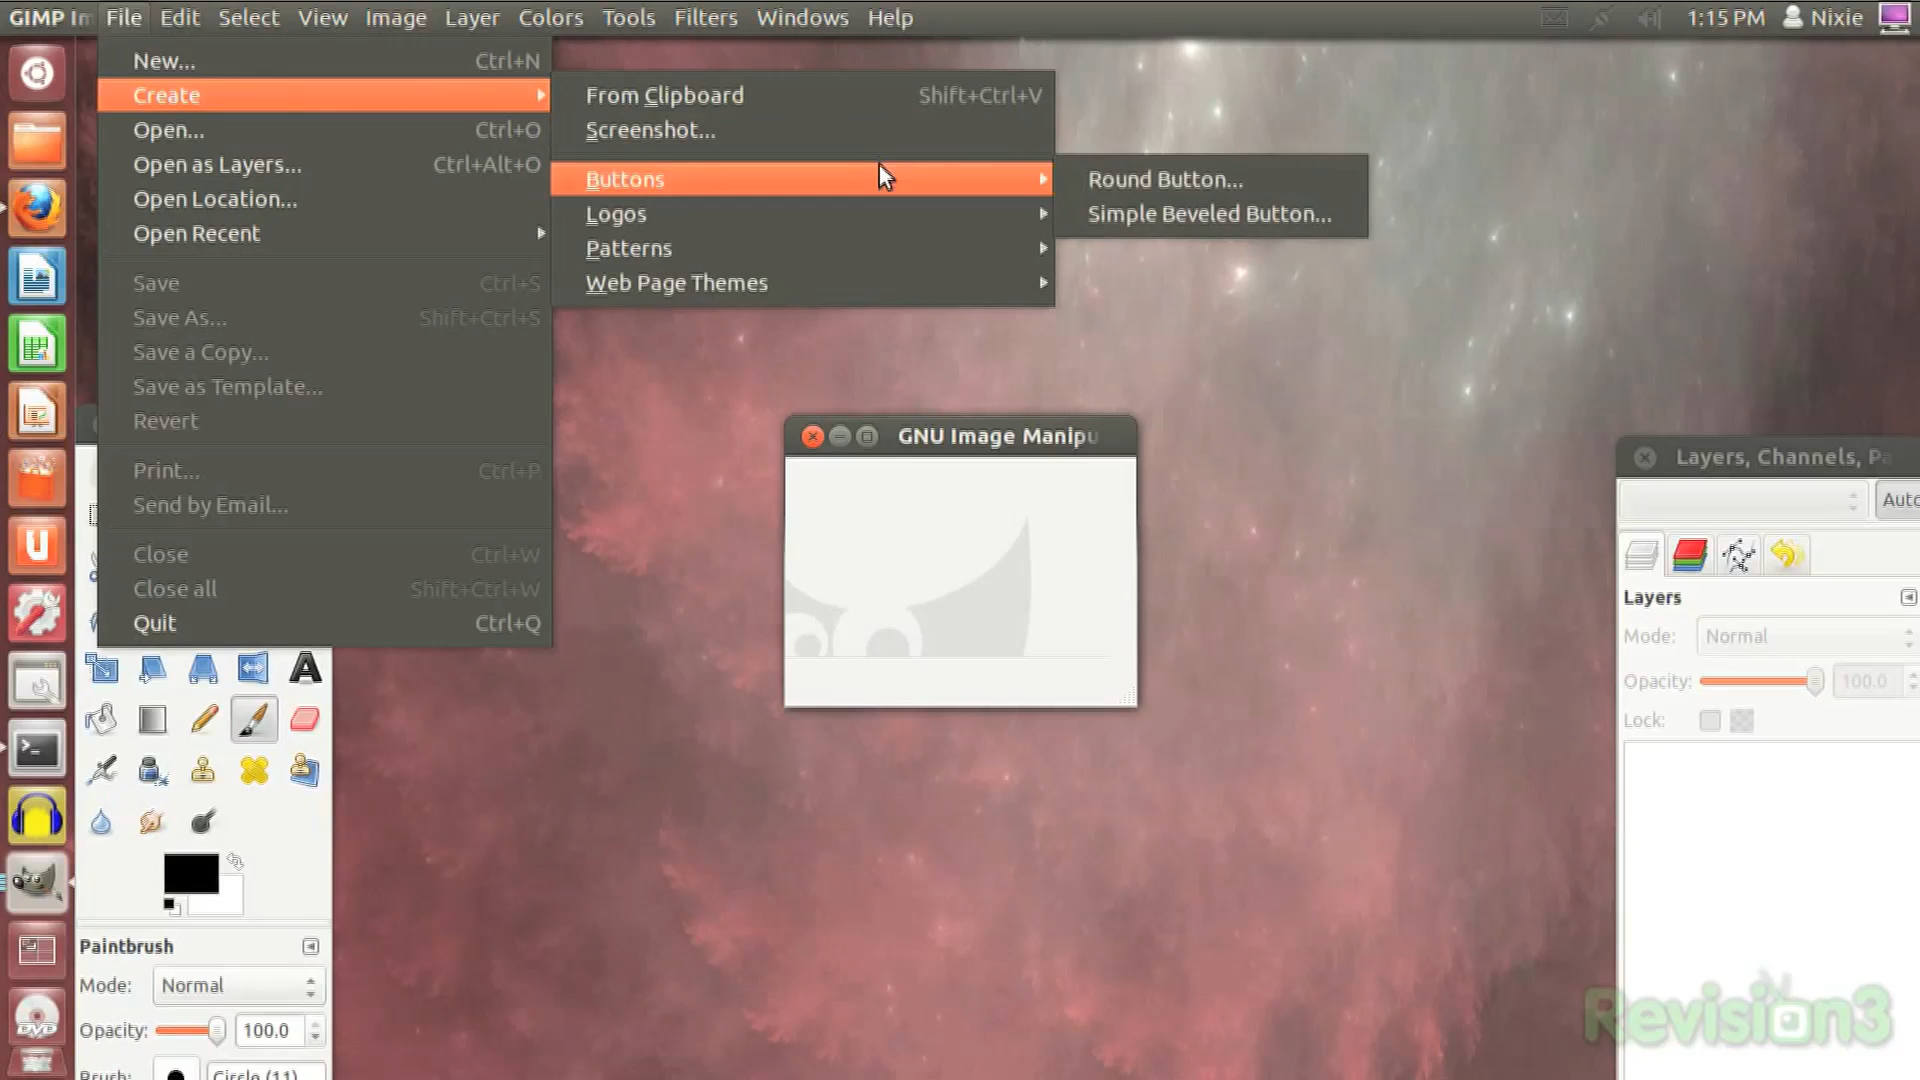 GIMP Im File Edit Select View Image Layer Colors Tools Filters Windows Help 1:15 PM Nixie
New... Ctrl+N
Create
Open... Ctrl+O
Open as Layers... Ctrl+Alt+O
Open Location...
Open Recent
Save Ctrl+S
Save As... Shift+Ctrl+S
Save a Copy...
Save as Template...
Revert
Print... Ctrl+P
Send by Email...
Close Ctrl+W
Close all Shift+Ctrl+W
Quit Ctrl+Q
From Clipboard Shift+Ctrl+V
Screenshot...
Buttons
Logos
Patterns
Web Page Themes
Round Button...
Simple Beveled Button...
GNU Image Manipu
Layers, Channels, Pa
Auto
Layers
Mode: Normal
Opacity: 100.0
Lock:
Paintbrush
Mode: Normal
Opacity: 100.0
Brush: Circle (11)
Revision3